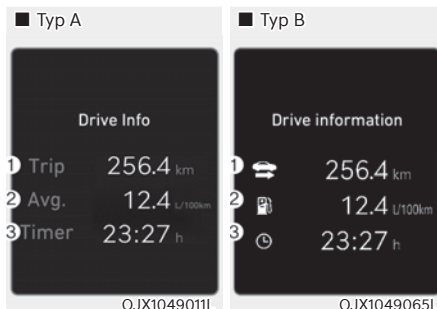 ■ Typ A
Drive Info
1 Trip 256.4 km
2 Avg. 12.4 L/100km
3 Timer 23:27 h
OJX1049011L
■ Typ B
Drive information
1 256.4 km
2 12.4 L/100km
3 23:27 h
OJX1049065L